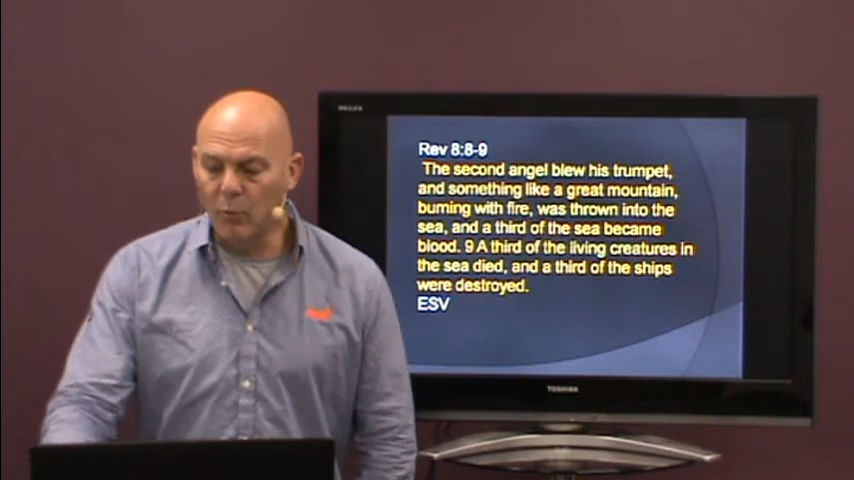 Rev 8:8-9
The second angel blew his trumpet,
and something like a great mountain,
burning with fire, was thrown into the
sea, and a third of the sea became
blood. 9 A third of the living creatures in
the sea died, and a third of the ships
were destroyed.
ESV
TOSHIBA